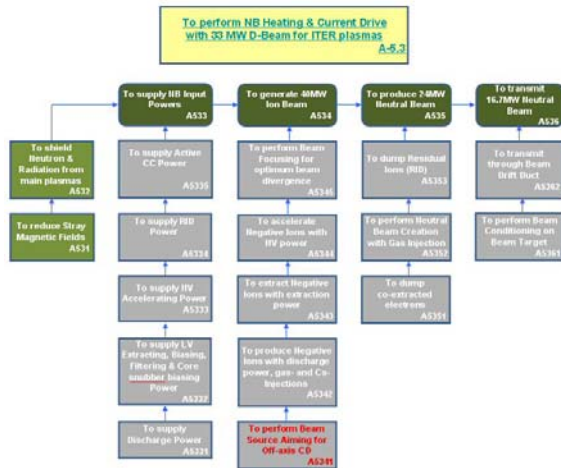 To perform NB Heating & Current Drive
with 33 MW D-Beam for ITER plasmas
A-5.3
To supply NB Input
Powers
A533
To generate 40MW
Ion Beam
A534
To produce 24MW
Neutral Beam
A535
To transmit
16.7MW Neutral
Beam
A536
To shield
Neutron &
Radiation from
main plasmas
A532
To reduce Stray
Magnetic Fields
A531
To supply Active
CC Power
A5335
To supply RID
Power
A5334
To supply HV
Accelerating Power
A5333
To supply LV
Extracting, Biasing,
Filtering & Core
snubber biasing
Power
A5332
To supply
Discharge Power
A5331
To perform Beam
Focusing for
optimum beam
divergence
A5345
To accelerate
Negative Ions with
HV power
A5344
To extract Negative
Ions with extraction
power
A5343
To produce Negative
Ions with discharge
power, gas- and Cs-
Injections
A5342
To perform Beam
Source Aiming for
Off-axis CD
A5341
To dump Residual
Ions (RID)
A5353
To perform Neutral
Beam Creation
with Gas Injection
A5352
To dump
co-extracted
electrons
A5351
To transmit
through Beam
Drift Duct
A5362
To perform Beam
Conditioning on
Beam Target
A5361